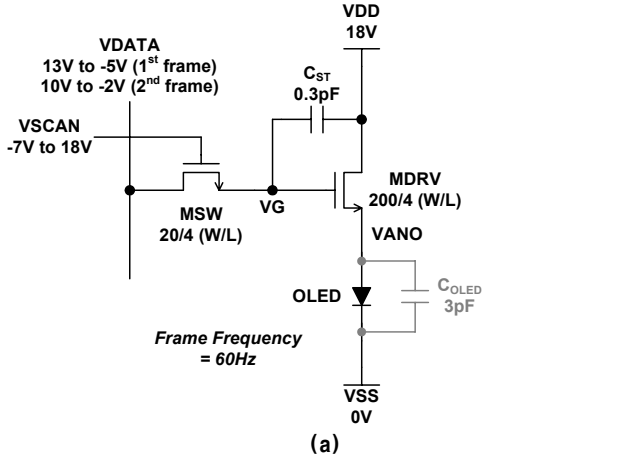 VDD
18V
VDATA
13V to -5V (1st frame)
10V to -2V (2nd frame)
CST
0.3pF
VSCAN
-7V to 18V
MDRV
200/4 (W/L)
MSW
20/4 (W/L)
VG
VANO
OLED
COLED
3pF
Frame Frequency
= 60Hz
VSS
0V
(a)